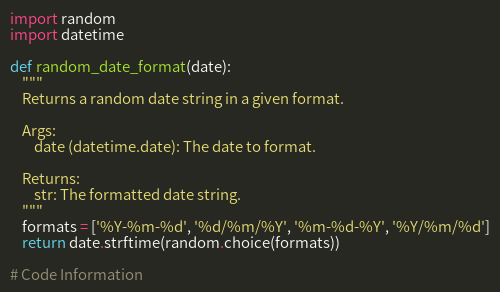 import random
import datetime

def random_date_format(date):
    """
    Returns a random date string in a given format.

    Args:
        date (datetime.date): The date to format.

    Returns:
        str: The formatted date string.
    """
    formats = ['%Y-%m-%d', '%d/%m/%Y', '%m-%d-%Y', '%Y/%m/%d']
    return date.strftime(random.choice(formats))

# Code Information